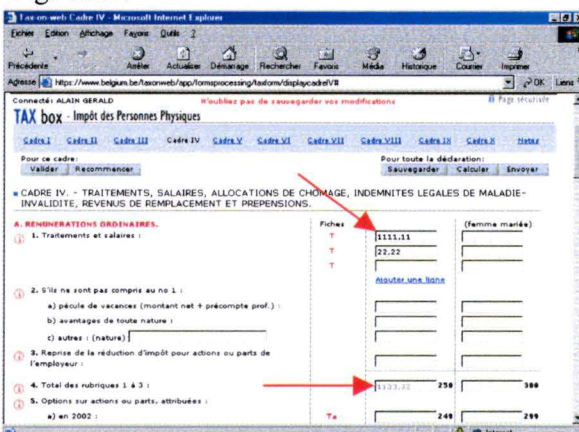 Tax-on-web Cadre IV - Microsoft Internet Explorer
Fichier Edition Affichage Favoris Outils ?
Précédente Arrêter Actualiser Démarrage Rechercher Favoris Média Historique Courrier Imprimer
Adresse https://www.belgium.be/taxonweb/app/formsprocessing/taxform/displaycadreIV# OK Liens
Connecté: ALAIN GERALD N'oubliez pas de sauvegarder vos modifications Page sécurisée
TAX box - Impôt des Personnes Physiques
Cadre I Cadre II Cadre III Cadre IV Cadre V Cadre VI Cadre VII Cadre VIII Cadre IX Cadre X Notes
Pour ce cadre: Pour toute la déclaration:
Valider Recommencer Sauvegarder Calculer Envoyer
CADRE IV. - TRAITEMENTS, SALAIRES, ALLOCATIONS DE CHOMAGE, INDEMNITES LEGALES DE MALADIE-
INVALIDITE, REVENUS DE REMPLACEMENT ET PREPENSIONS.
A. REMUNERATIONS ORDINAIRES. Fiches (femme mariée)
1. Traitements et salaires : T 1111,11
T 22,22
T
Ajouter une ligne
2. S'ils ne sont pas compris au no 1 :
a) pécule de vacances (montant net + précompte prof.) :
b) avantages de toute nature :
c) autres : (nature)
3. Reprise de la réduction d'impôt pour actions ou parts de
l'employeur :
4. Total des rubriques 1 à 3 : 1133,33 250 300
5. Options sur actions ou parts, attribuées :
a) en 2002 : Ta 249 299
Internet